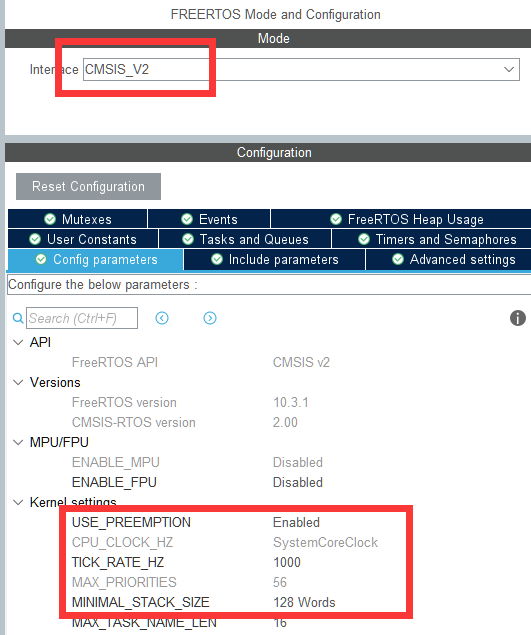 FREERTOS Mode and Configuration
Mode
Interface CMSIS_V2
Configuration
Reset Configuration
Mutexes Events FreeRTOS Heap Usage
User Constants Tasks and Queues Timers and Semaphores
Config parameters Include parameters Advanced settings
Configure the below parameters :
Search (Ctrl+F)
API
FreeRTOS API CMSIS v2
Versions
FreeRTOS version 10.3.1
CMSIS-RTOS version 2.00
MPU/FPU
ENABLE_MPU Disabled
ENABLE_FPU Disabled
Kernel settings
USE_PREEMPTION Enabled
CPU_CLOCK_HZ SystemCoreClock
TICK_RATE_HZ 1000
MAX_PRIORITIES 56
MINIMAL_STACK_SIZE 128 Words
MAX_TASK_NAME_LEN 16